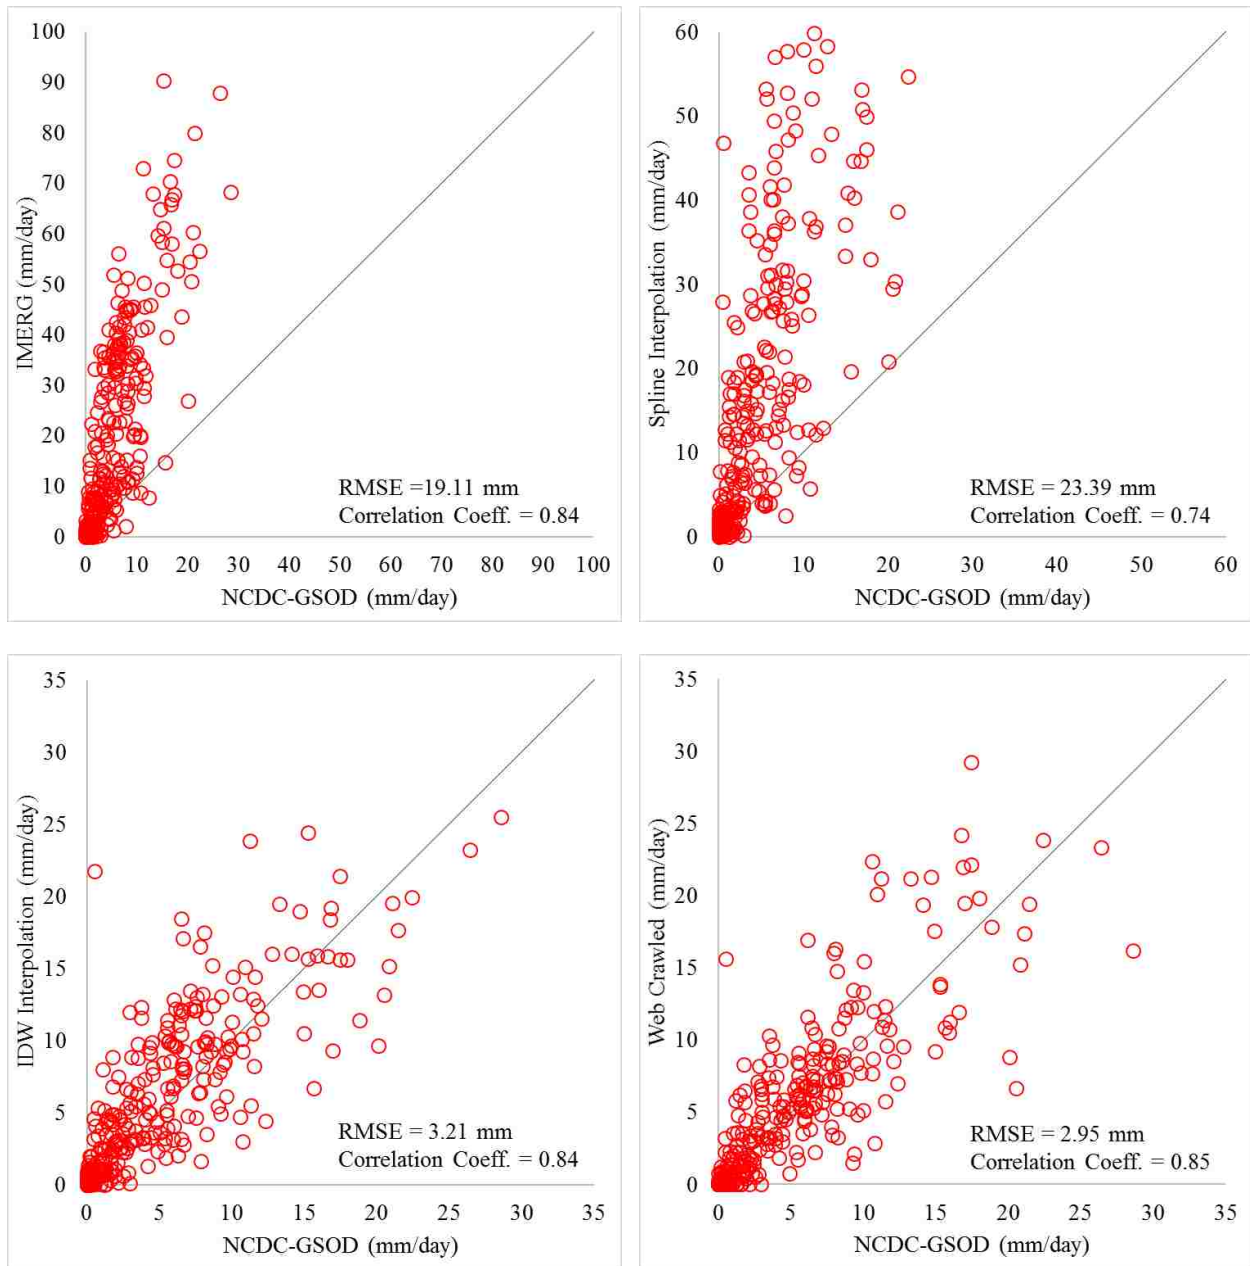 100
90
80
70
60
50
40
30
20
10
0
IMERG (mm/day)
RMSE =19.11 mm
Correlation Coeff. = 0.84
0 10 20 30 40 50 60 70 80 90 100
NCDC-GSOD (mm/day)
60
50
40
30
20
10
0
Spline Interpolation (mm/day)
RMSE = 23.39 mm
Correlation Coeff. = 0.74
0 10 20 30 40 50 60
NCDC-GSOD (mm/day)
35
30
25
20
15
10
5
0
IDW Interpolation (mm/day)
RMSE = 3.21 mm
Correlation Coeff. = 0.84
0 5 10 15 20 25 30 35
NCDC-GSOD (mm/day)
35
30
25
20
15
10
5
0
Web Crawled (mm/day)
RMSE = 2.95 mm
Correlation Coeff. = 0.85
0 5 10 15 20 25 30 35
NCDC-GSOD (mm/day)